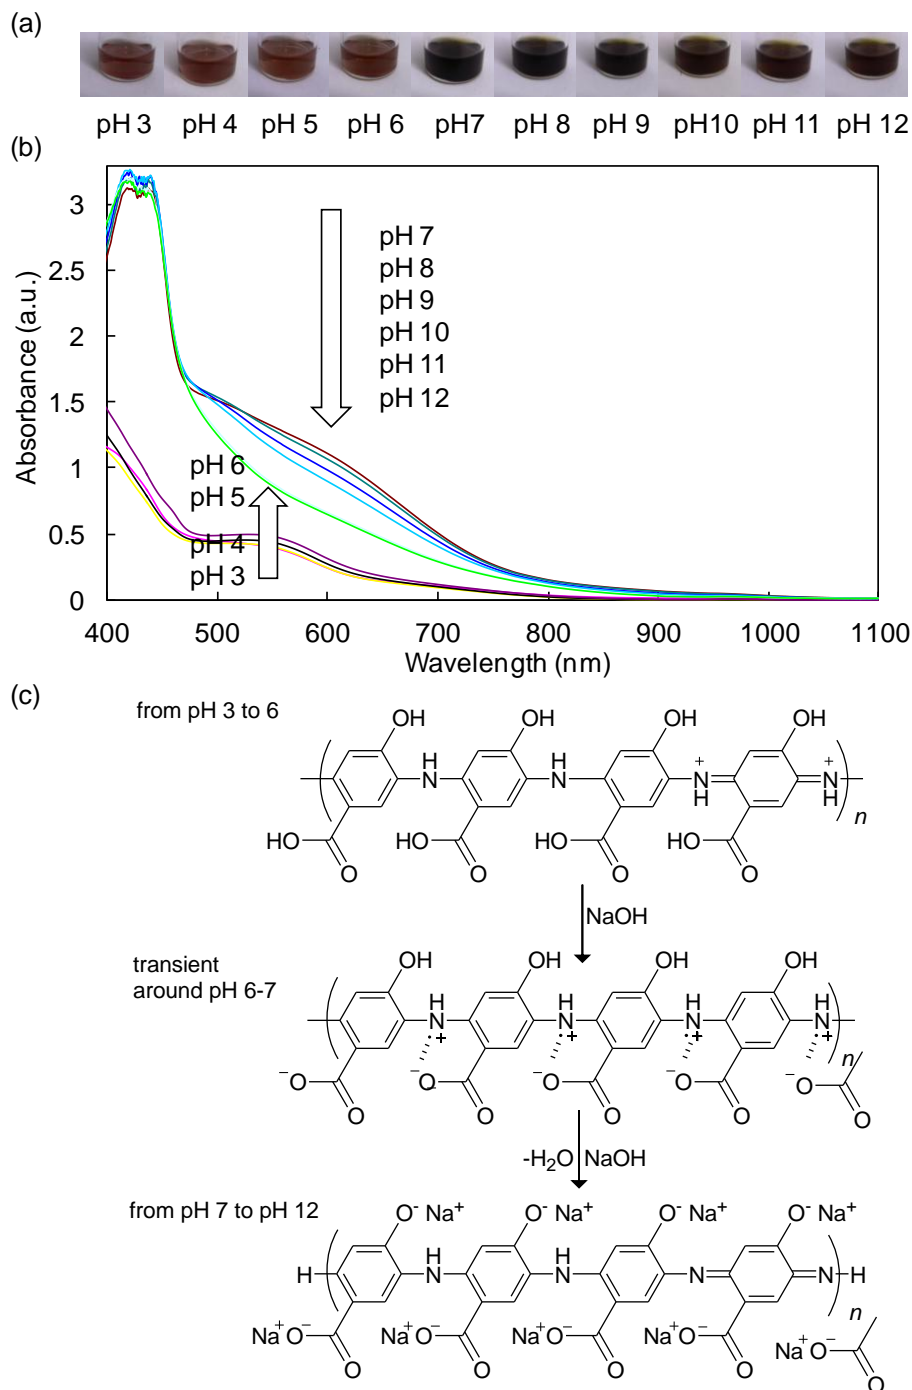 (a)
pH 3 pH 4 pH 5 pH 6 pH7 pH 8 pH 9 pH10 pH 11 pH 12
(b)
Absorbance (a.u.)
3
2.5
2
1.5
1
0.5
0
pH 7
pH 8
pH 9
pH 10
pH 11
pH 12
pH 6
pH 5
pH 4
pH 3
400 500 600 700 800 900 1000 1100
Wavelength (nm)
(c)
from pH 3 to 6
OH OH OH OH
H N H N + N H + N H n
HO O HO O HO O HO O
NaOH
transient
around pH 6-7
OH OH OH OH
H N + H N + H N + H N + n
−O O −O O −O O −O O −O O
-H₂O NaOH
from pH 7 to pH 12
O⁻ Na⁺ O⁻ Na⁺ O⁻ Na⁺ O⁻ Na⁺
H H N H N N N H n
Na⁺O⁻ O Na⁺O⁻ O Na⁺O⁻ O Na⁺O⁻ O Na⁺O⁻ O